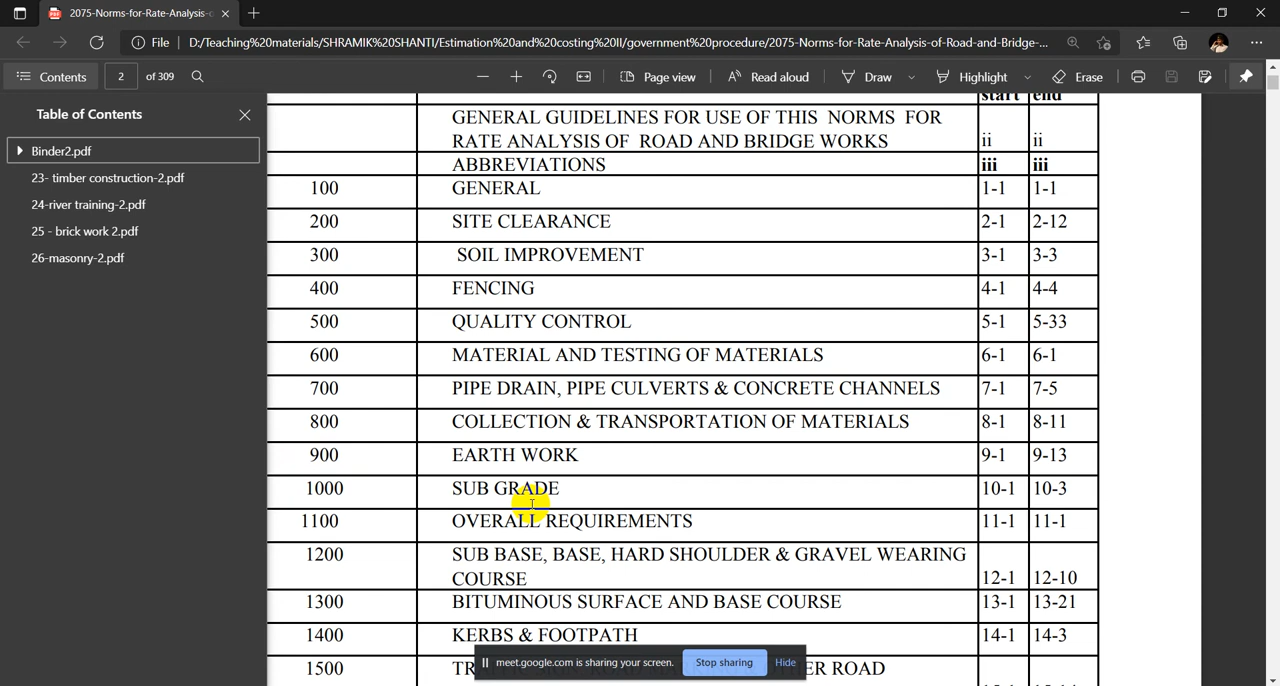 2075-Norms-for-Rate-Analysis-
File D:/Teaching%20materials/SHRAMIK%20SHANTI/Estimation%20and%20costing%20II/government%20procedure/2075-Norms-for-Rate-Analysis-of-Road-and-Bridge-...
Contents 2 of 309 Page view Read aloud Draw Highlight Erase
Table of Contents
Binder2.pdf
23- timber construction-2.pdf
24-river training-2.pdf
25 - brick work 2.pdf
26-masonry-2.pdf
start end
GENERAL GUIDELINES FOR USE OF THIS NORMS FOR
RATE ANALYSIS OF ROAD AND BRIDGE WORKS ii ii
ABBREVIATIONS iii iii
100 GENERAL 1-1 1-1
200 SITE CLEARANCE 2-1 2-12
300 SOIL IMPROVEMENT 3-1 3-3
400 FENCING 4-1 4-4
500 QUALITY CONTROL 5-1 5-33
600 MATERIAL AND TESTING OF MATERIALS 6-1 6-1
700 PIPE DRAIN, PIPE CULVERTS & CONCRETE CHANNELS 7-1 7-5
800 COLLECTION & TRANSPORTATION OF MATERIALS 8-1 8-11
900 EARTH WORK 9-1 9-13
1000 SUB GRADE 10-1 10-3
1100 OVERALL REQUIREMENTS 11-1 11-1
1200 SUB BASE, BASE, HARD SHOULDER & GRAVEL WEARING
COURSE 12-1 12-10
1300 BITUMINOUS SURFACE AND BASE COURSE 13-1 13-21
1400 KERBS & FOOTPATH 14-1 14-3
meet.google.com is sharing your screen. Stop sharing Hide
1500 ROAD